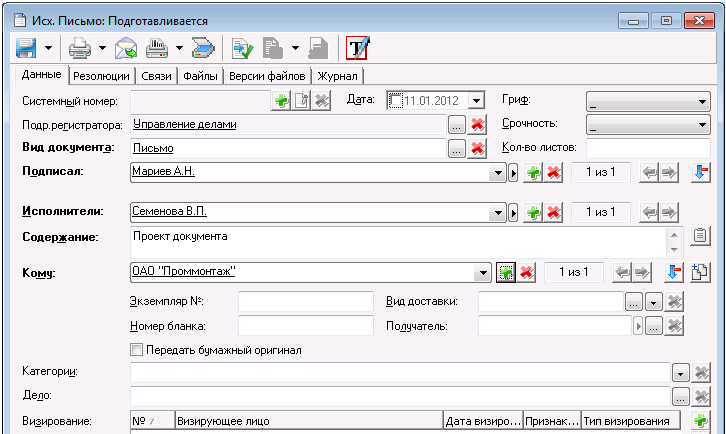 Исх. Письмо: Подготавливается
Данные Резолюции Связи Файлы Версии файлов Журнал
Системный номер: Дата: 11.01.2012 Гриф: _
Подр.регистратора: Управление делами Срочность: _
Вид документа: Письмо Кол-во листов:
Подписал: Мариев А.Н. 1 из 1
Исполнители: Семенова В.П. 1 из 1
Содержание: Проект документа
Кому: ОАО "Проммонтаж" 1 из 1
Экземпляр №: Вид доставки:
Номер бланка: Получатель:
Передать бумажный оригинал
Категории:
Дело:
Визирование: № Визирующее лицо Дата визиро... Признак... Тип визирования